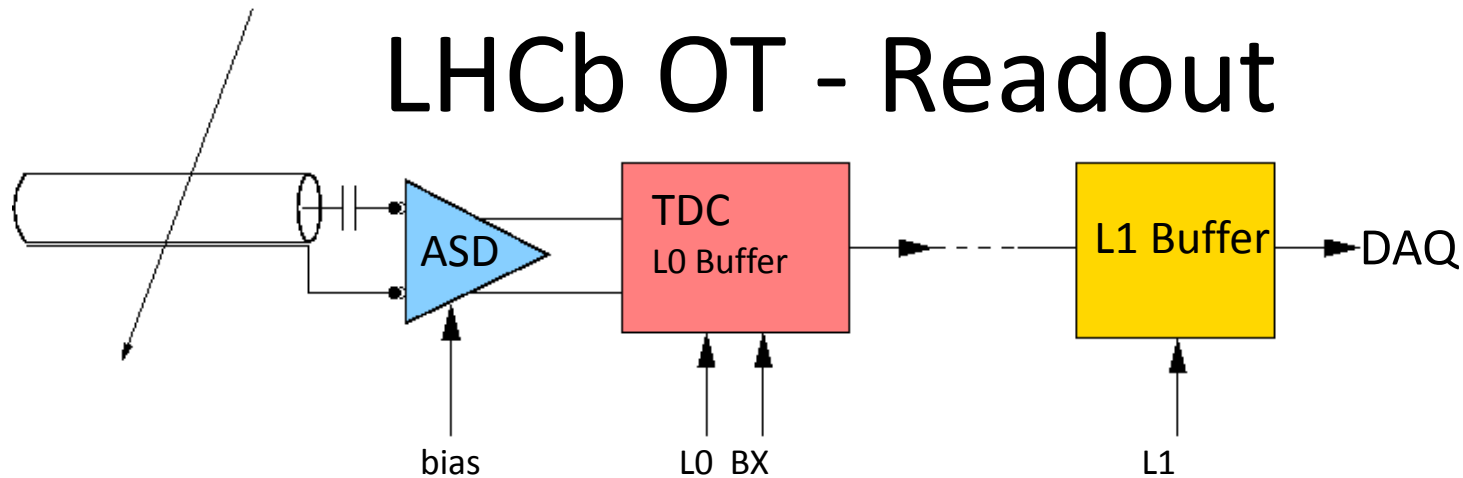 LHCb OT - Readout
ASD
TDC
L0 Buffer
L1 Buffer
DAQ
bias
L0 BX
L1